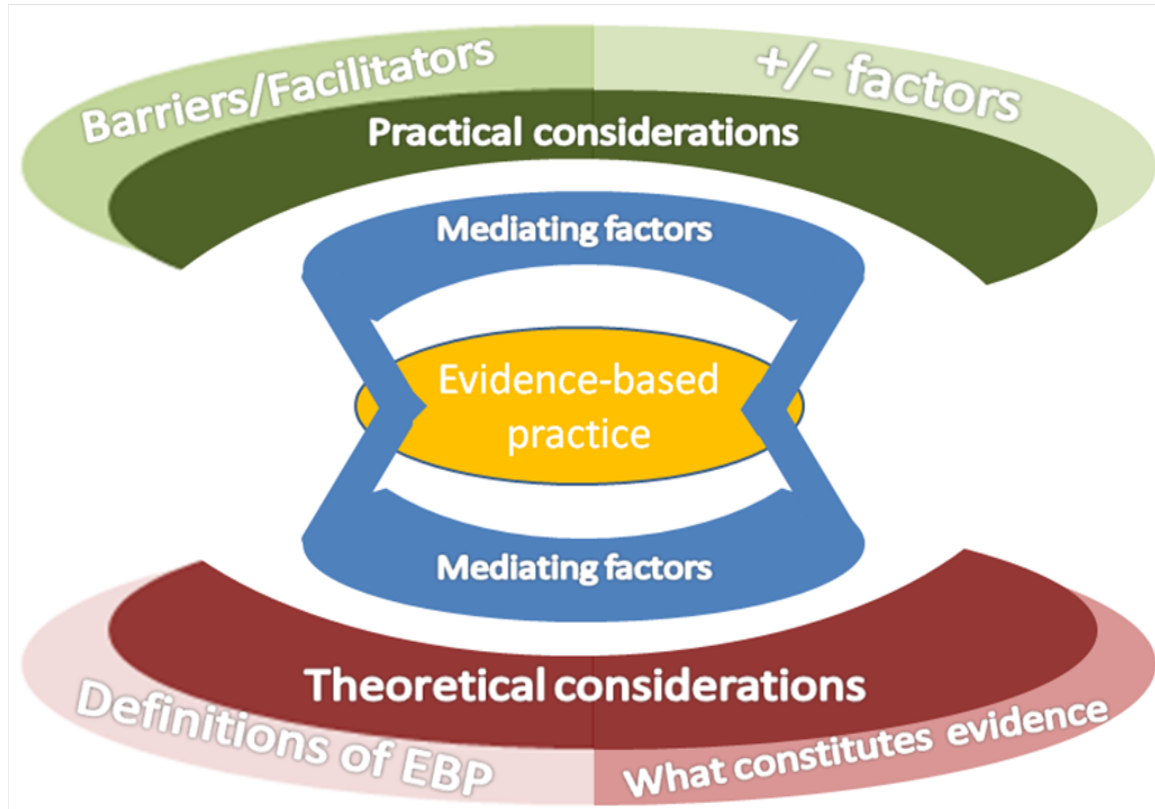 Barriers/Facilitators
+/- factors
Practical considerations
Mediating factors
Evidence-based
practice
Mediating factors
Theoretical considerations
Definitions of EBP
What constitutes evidence